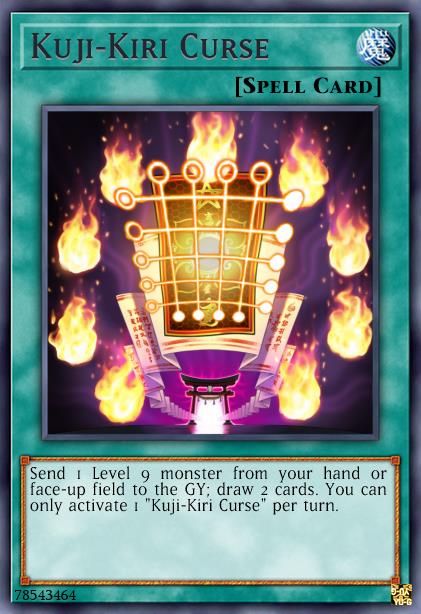 Kuji-Kiri Curse
魔
[Spell Card]
Send 1 Level 9 monster from your hand or
face-up field to the GY; draw 2 cards. You can
only activate 1 "Kuji-Kiri Curse" per turn.
78543464